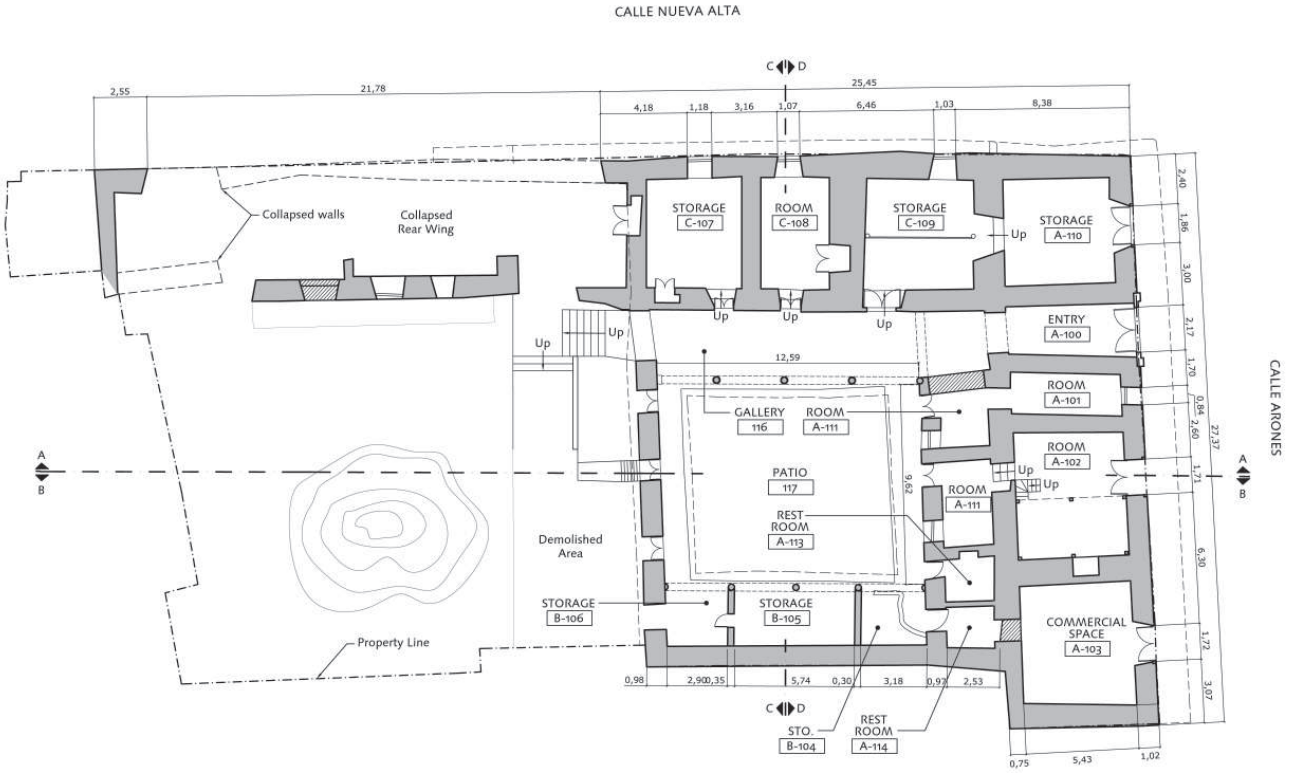 CALLE NUEVA ALTA
C D
2,55
21,78
25,45
4,18
1,18
3,16
1,07
6,46
1,03
8,38
Collapsed walls
Collapsed
Rear Wing
STORAGE
C-107
ROOM
C-108
STORAGE
C-109
Up
STORAGE
A-110
2,40
1,86
3,00
2,17
1,70
0,84
2,60
1,71
6,30
1,72
3,07
27,37
CALLE ARONES
Up
Up
Up
Up
Up
ENTRY
A-100
12,59
GALLERY
116
ROOM
A-111
ROOM
A-101
ROOM
A-102
A
B
PATIO
117
9,62
ROOM
A-111
Up
Up
A
B
REST
ROOM
A-113
Demolished
Area
STORAGE
B-106
STORAGE
B-105
COMMERCIAL
SPACE
A-103
Property Line
0,98
2,90
0,35
5,74
0,30
3,18
0,97
2,53
C D
STO.
B-104
REST
ROOM
A-114
0,75
5,43
1,02